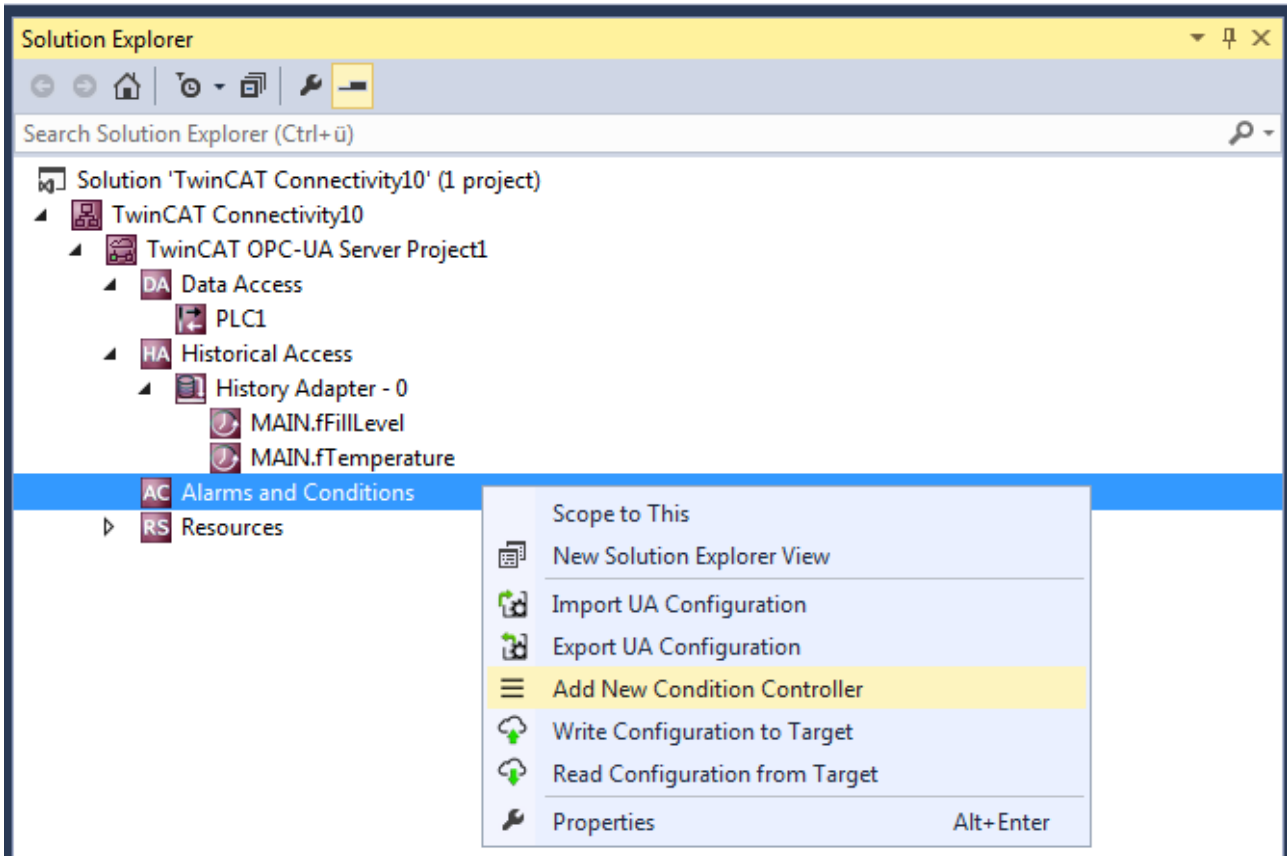 Solution Explorer
Search Solution Explorer (Ctrl+ü)
Solution 'TwinCAT Connectivity10' (1 project)
TwinCAT Connectivity10
TwinCAT OPC-UA Server Project1
DA Data Access
PLC1
HA Historical Access
History Adapter - 0
MAIN.fFillLevel
MAIN.fTemperature
AC Alarms and Conditions
RS Resources
Scope to This
New Solution Explorer View
Import UA Configuration
Export UA Configuration
Add New Condition Controller
Write Configuration to Target
Read Configuration from Target
Properties Alt+Enter